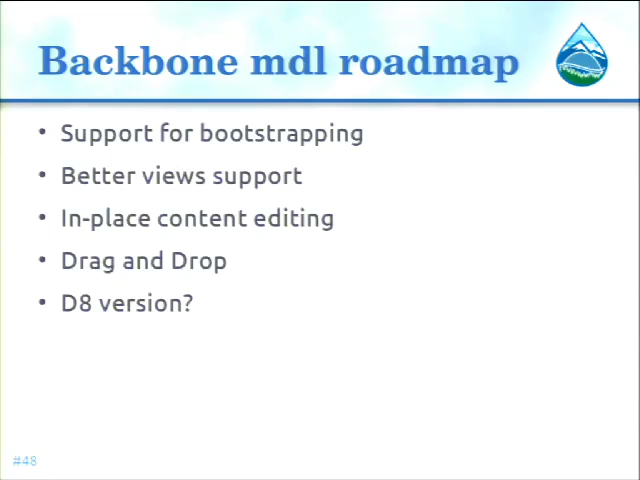 Backbone mdl roadmap
• Support for bootstrapping
• Better views support
• In-place content editing
• Drag and Drop
• D8 version?
#48